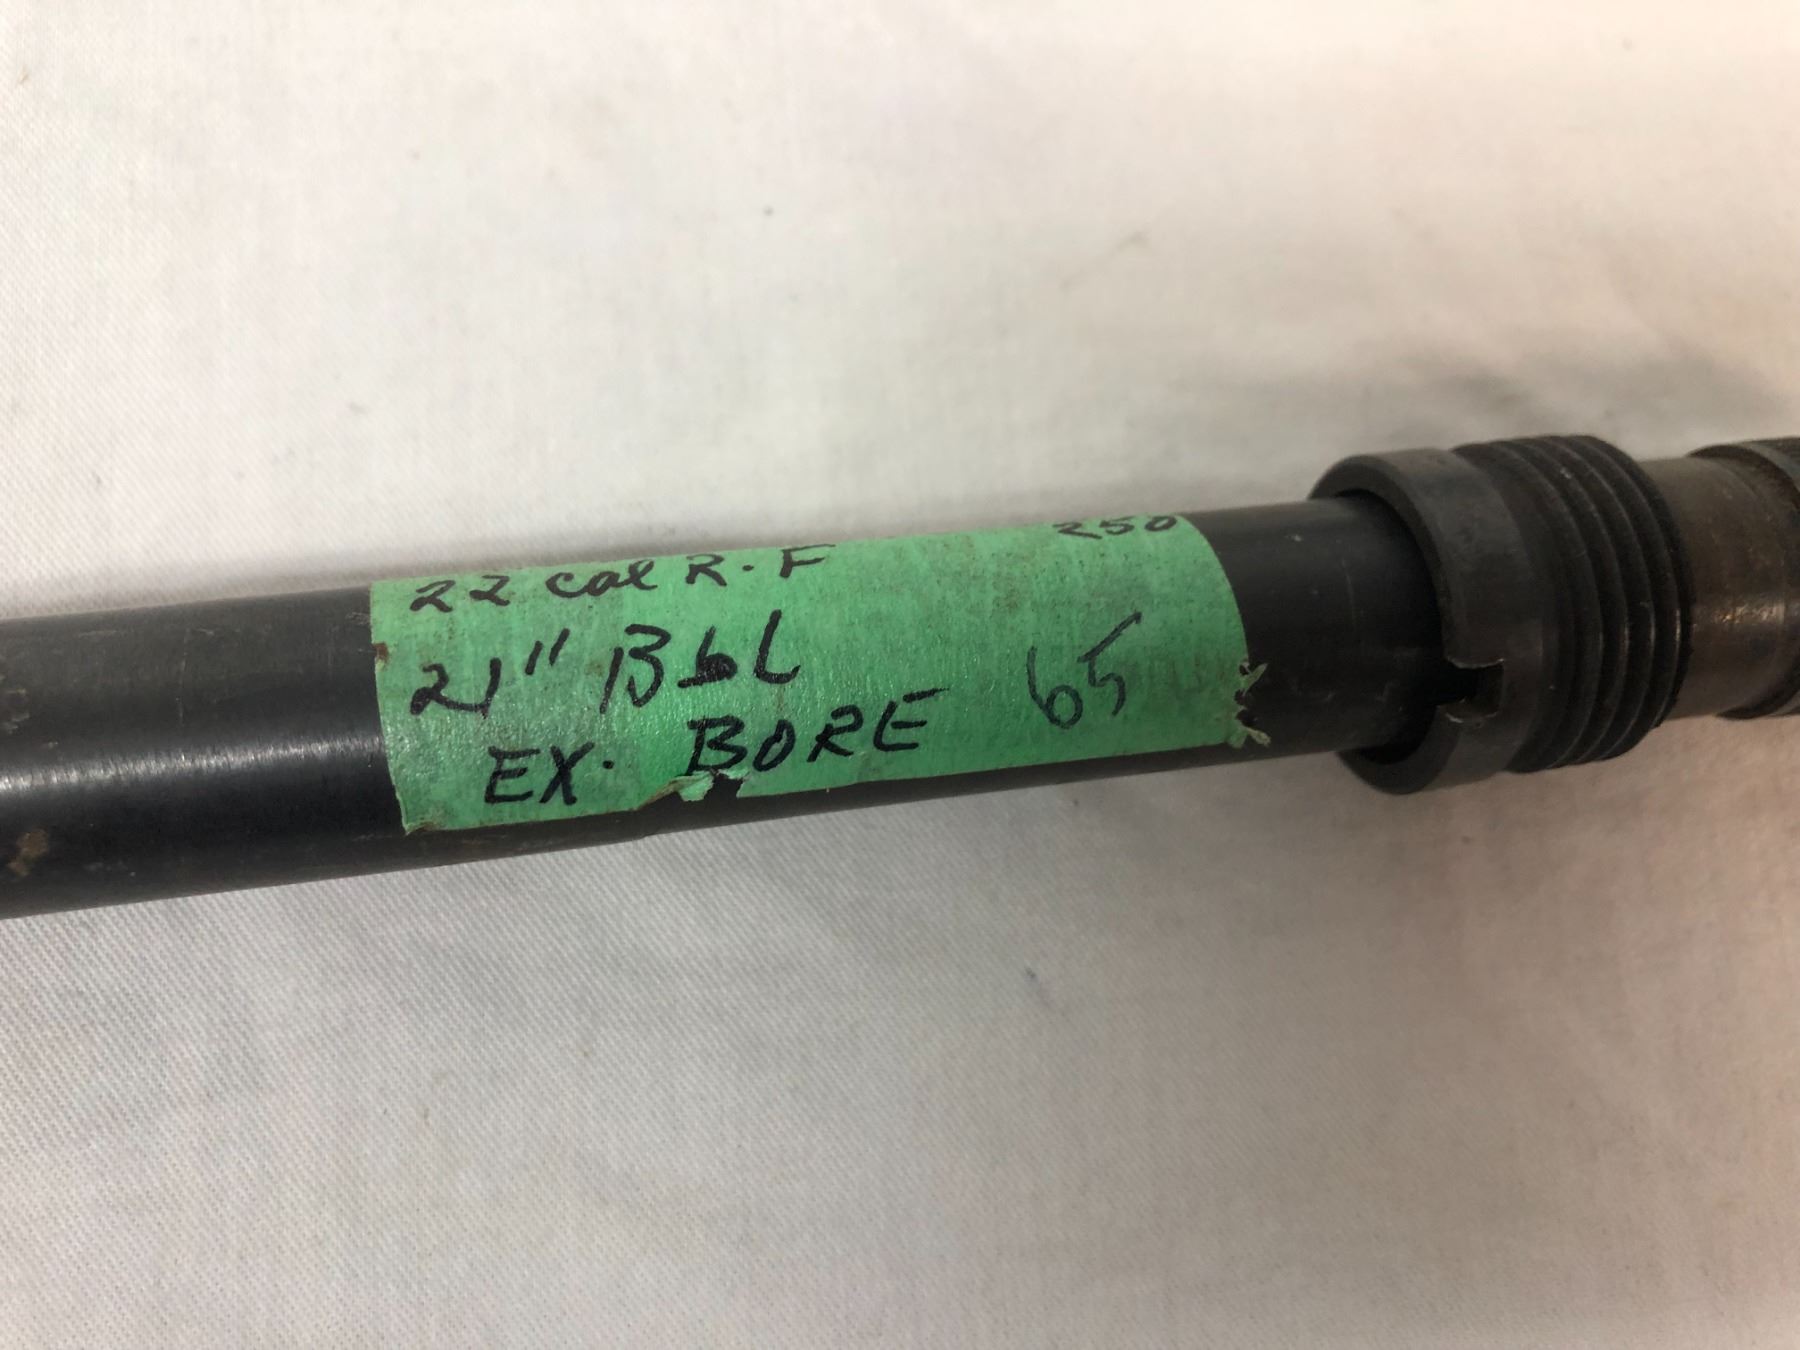 22 cal R.F 250
21" BbL
EX. BORE 65